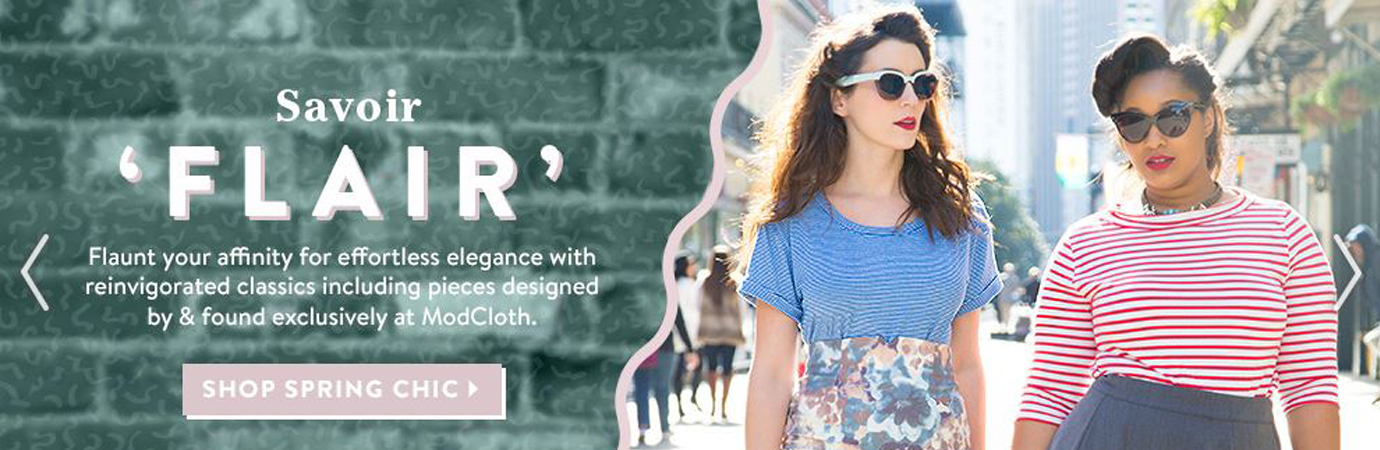 Savoir
‘FLAIR’
Flaunt your affinity for effortless elegance with
reinvigorated classics including pieces designed
by & found exclusively at ModCloth.
SHOP SPRING CHIC